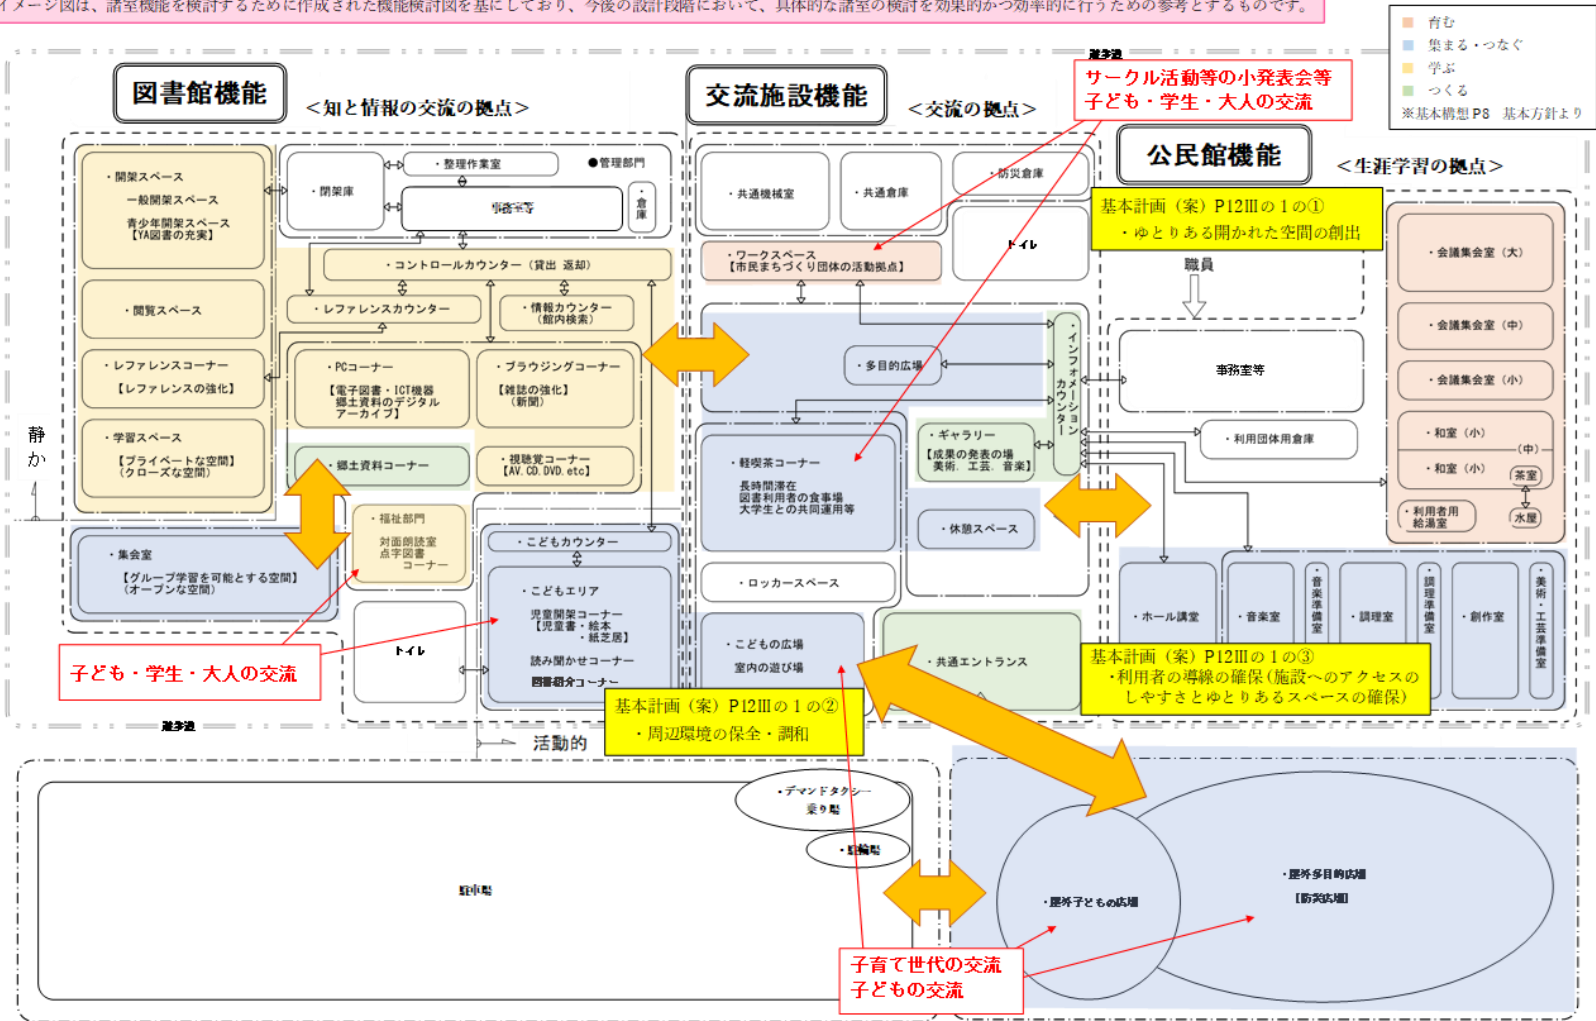 イメージ図は、諸室機能を検討するために作成された機能検討図を基にしており、今後の設計段階において、具体的な諸室の検討を効果的かつ効率的に行うための参考とするものです。
育む
集まる・つなぐ
学ぶ
つくる
※基本構想P8 基本方針より
遊歩道
図書館機能
＜知と情報の交流の拠点＞
交流施設機能
＜交流の拠点＞
サークル活動等の小発表会等
子ども・学生・大人の交流
公民館機能
＜生涯学習の拠点＞
・開架スペース
一般開架スペース
青少年開架スペース
【YA図書の充実】
・閲覧スペース
・レファレンスコーナー
【レファレンスの強化】
・学習スペース
【プライベートな空間】
(クローズな空間)
・閉架庫
・整理作業室
●管理部門
事務室等
・倉庫
・コントロールカウンター（貸出 返却）
・レファレンスカウンター
・情報カウンター
(館内検索)
・PCコーナー
【電子図書・ICT機器
郷土資料のデジタル
アーカイブ】
・ブラウジングコーナー
【雑誌の強化】
(新聞)
・郷土資料コーナー
・視聴覚コーナー
【AV.CD.DVD.etc】
・福祉部門
対面朗読室
点字図書
コーナー
・集会室
【グループ学習を可能とする空間】
(オープンな空間)
トイレ
・こどもカウンター
・こどもエリア
児童開架コーナー
【児童書・絵本
・紙芝居】
読み聞かせコーナー
図書紹介コーナー
子ども・学生・大人の交流
静か
活動的
遊歩道
・共通機械室
・共通倉庫
・防災倉庫
トイレ
・ワークスペース
【市民まちづくり団体の活動拠点】
・多目的広場
・インフォメーションカウンター
・ギャラリー
【成果の発表の場
美術. 工芸. 音楽】
・軽喫茶コーナー
長時間滞在
図書利用者の食事場
大学生との共同運用等
・休憩スペース
・ロッカースペース
・こどもの広場
室内の遊び場
・共通エントランス
基本計画（案）P12Ⅲの１の①
・ゆとりある開かれた空間の創出
職員
事務室等
・利用団体用倉庫
・会議集会室（大）
・会議集会室（中）
・会議集会室（小）
・和室（小）
(中)
・和室（小）
茶室
・利用者用
給湯室
水屋
・ホール講堂
・音楽室
・音楽準備室
・調理室
・調理準備室
・創作室
・美術・工芸準備室
基本計画（案）P12Ⅲの１の③
・利用者の導線の確保(施設へのアクセスの
しやすさとゆとりあるスペースの確保)
基本計画（案）P12Ⅲの１の②
・周辺環境の保全・調和
・デマンドタクシー
乗り場
・駐輪場
駐車場
・屋外子どもの広場
・屋外多目的広場
【防災広場】
子育て世代の交流
子どもの交流